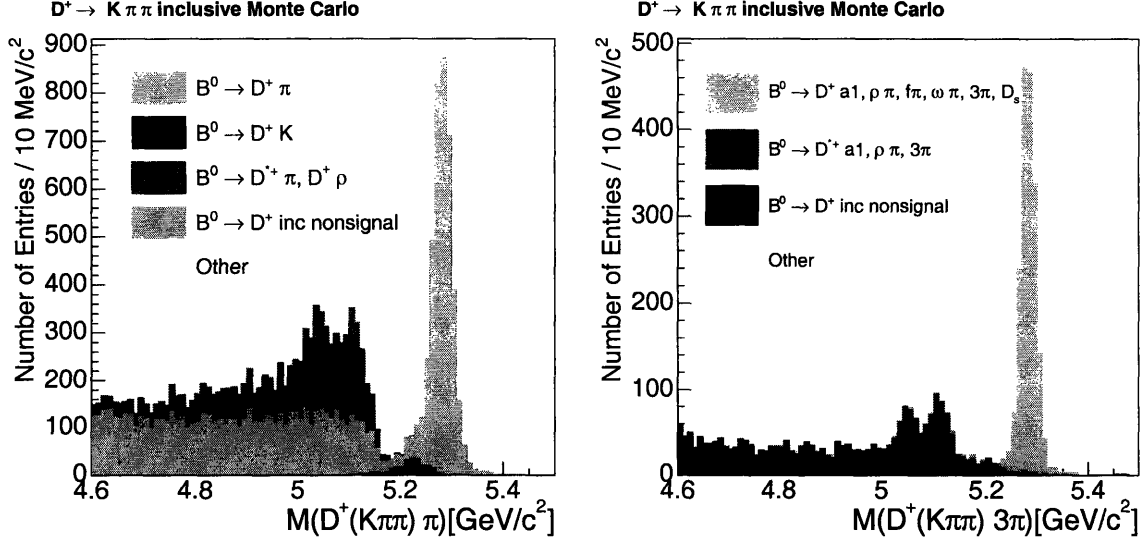 D⁺ → K π π inclusive Monte Carlo
Number of Entries / 10 MeV/c²
900
800
700
600
500
400
300
200
100
0
B⁰ → D⁺ π
B⁰ → D⁺ K
B⁰ → D*⁺ π, D⁺ ρ
B⁰ → D⁺ inc nonsignal
Other
4.6 4.8 5 5.2 5.4
M(D⁺(Kππ) π)[GeV/c²]
D⁺ → K π π inclusive Monte Carlo
Number of Entries / 10 MeV/c²
500
400
300
200
100
0
B⁰ → D⁺ a1, ρ π, fπ, ω π, 3π, Dₛ
B⁰ → D*⁺ a1, ρ π, 3π
B⁰ → D⁺ inc nonsignal
Other
4.6 4.8 5 5.2 5.4
M(D⁺(Kππ) 3π)[GeV/c²]